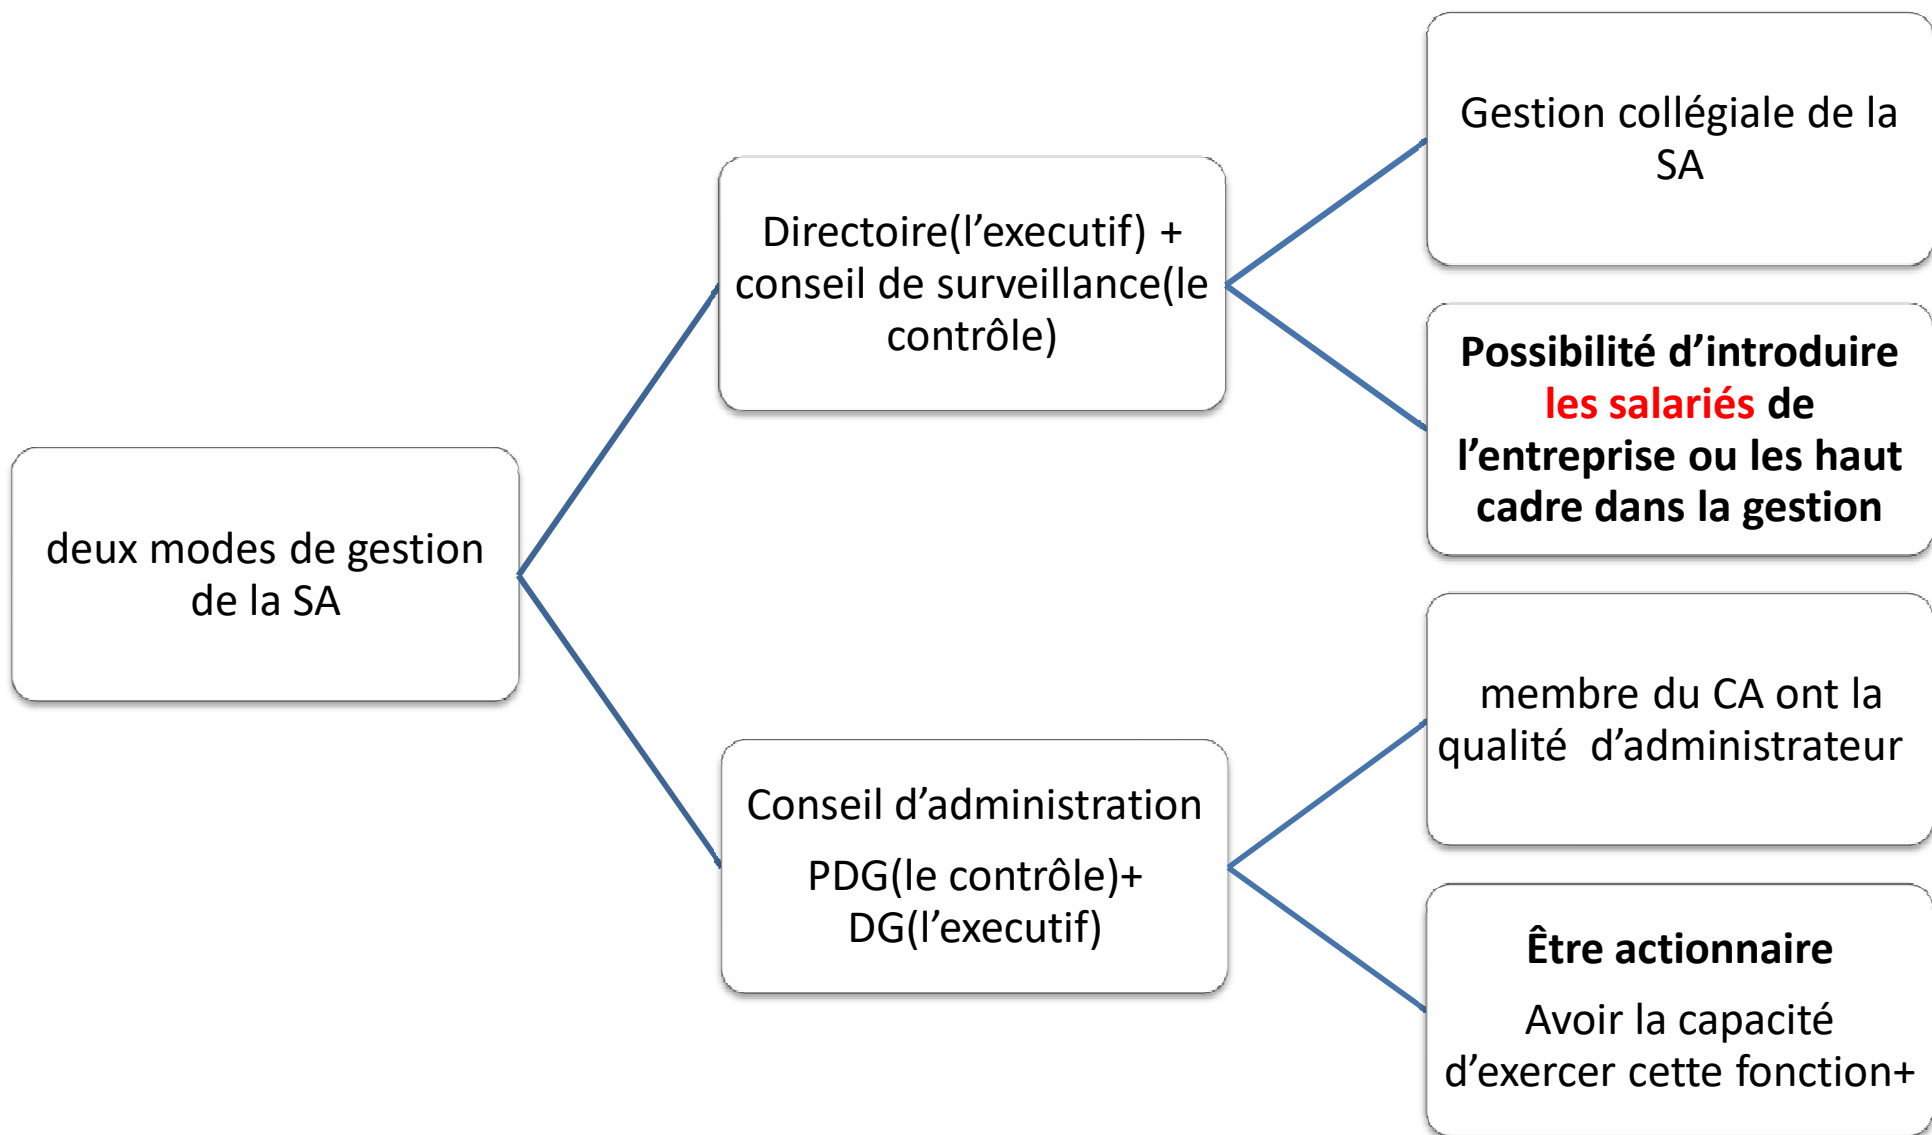 deux modes de gestion
de la SA
Directoire(l’executif) +
conseil de surveillance(le
contrôle)
Gestion collégiale de la
SA
Possibilité d’introduire
les salariés de
l’entreprise ou les haut
cadre dans la gestion
Conseil d’administration
PDG(le contrôle)+
DG(l’executif)
membre du CA ont la
qualité d’administrateur
Être actionnaire
Avoir la capacité
d’exercer cette fonction+